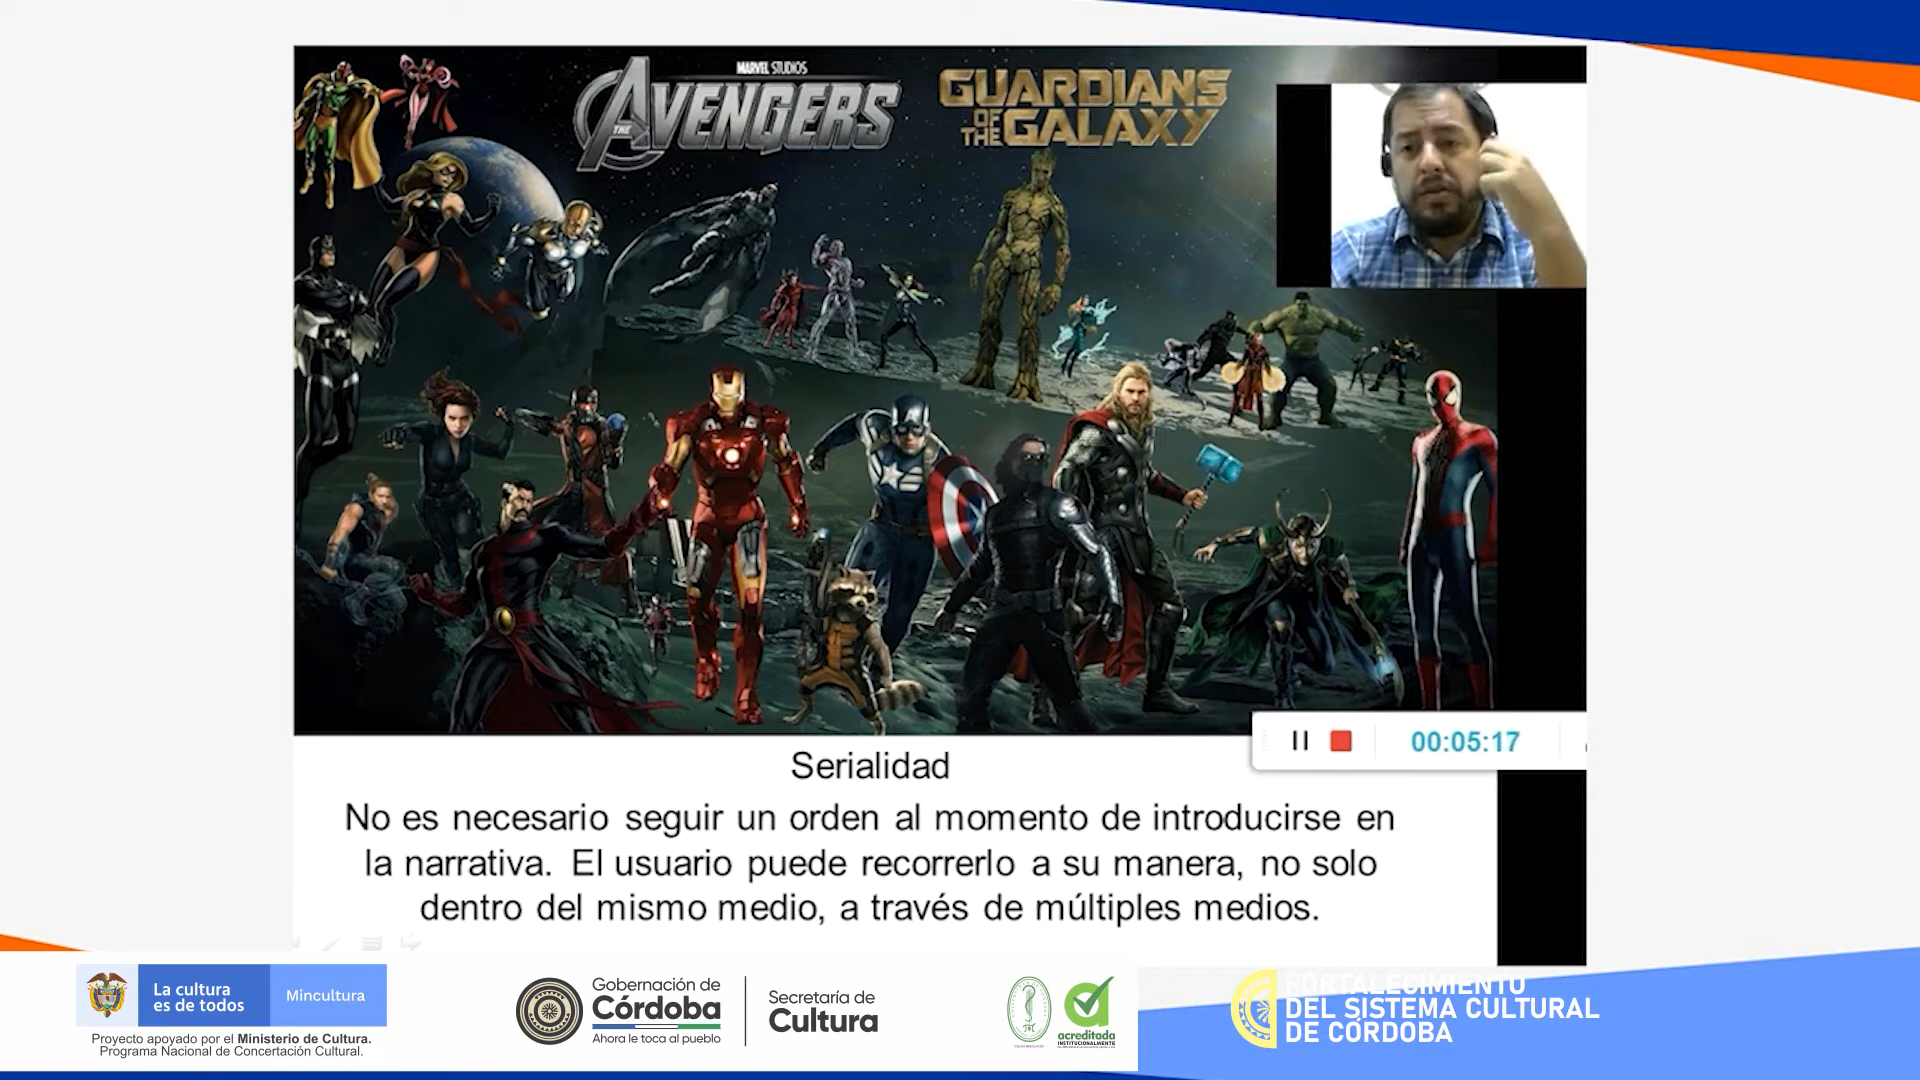 MARVEL STUDIOS
THE AVENGERS
GUARDIANS
OF THE GALAXY
00:05:17
Serialidad
No es necesario seguir un orden al momento de introducirse en
la narrativa. El usuario puede recorrerlo a su manera, no solo
dentro del mismo medio, a través de múltiples medios.
La cultura
es de todos
Mincultura
Proyecto apoyado por el Ministerio de Cultura.
Programa Nacional de Concertación Cultural.
Gobernación de
Córdoba
Ahora le toca al pueblo
Secretaría de
Cultura
acreditada
INSTITUCIONALMENTE
FORTALECIMIENTO
DEL SISTEMA CULTURAL
DE CÓRDOBA